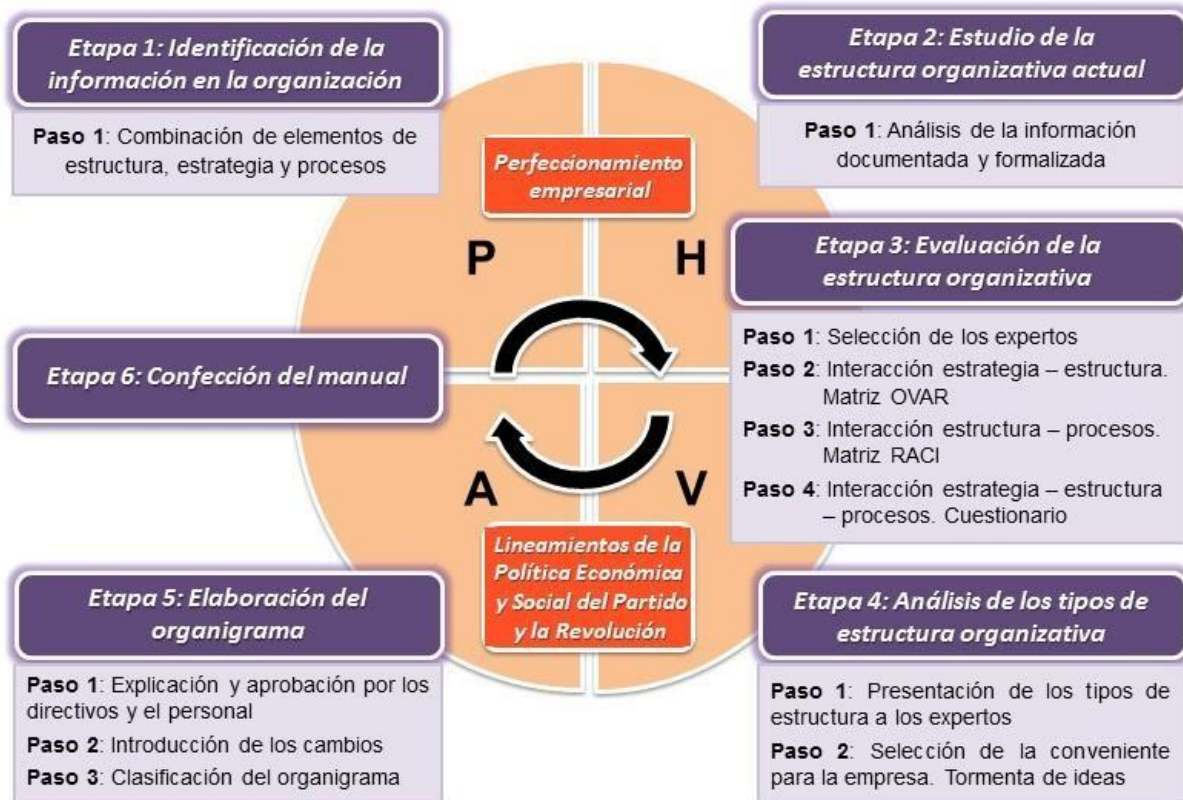 Etapa 1: Identificación de la
información en la organización
Paso 1: Combinación de elementos de
estructura, estrategia y procesos
Etapa 2: Estudio de la
estructura organizativa actual
Paso 1: Análisis de la información
documentada y formalizada
Perfeccionamiento
empresarial
P
H
Etapa 3: Evaluación de la
estructura organizativa
Paso 1: Selección de los expertos
Paso 2: Interacción estrategia – estructura.
Matriz OVAR
Paso 3: Interacción estructura – procesos.
Matriz RACI
Paso 4: Interacción estrategia – estructura
– procesos. Cuestionario
Etapa 6: Confección del manual
A
V
Lineamientos de la
Política Económica
y Social del Partido
y la Revolución
Etapa 5: Elaboración del
organigrama
Paso 1: Explicación y aprobación por los
directivos y el personal
Paso 2: Introducción de los cambios
Paso 3: Clasificación del organigrama
Etapa 4: Análisis de los tipos de
estructura organizativa
Paso 1: Presentación de los tipos de
estructura a los expertos
Paso 2: Selección de la conveniente
para la empresa. Tormenta de ideas